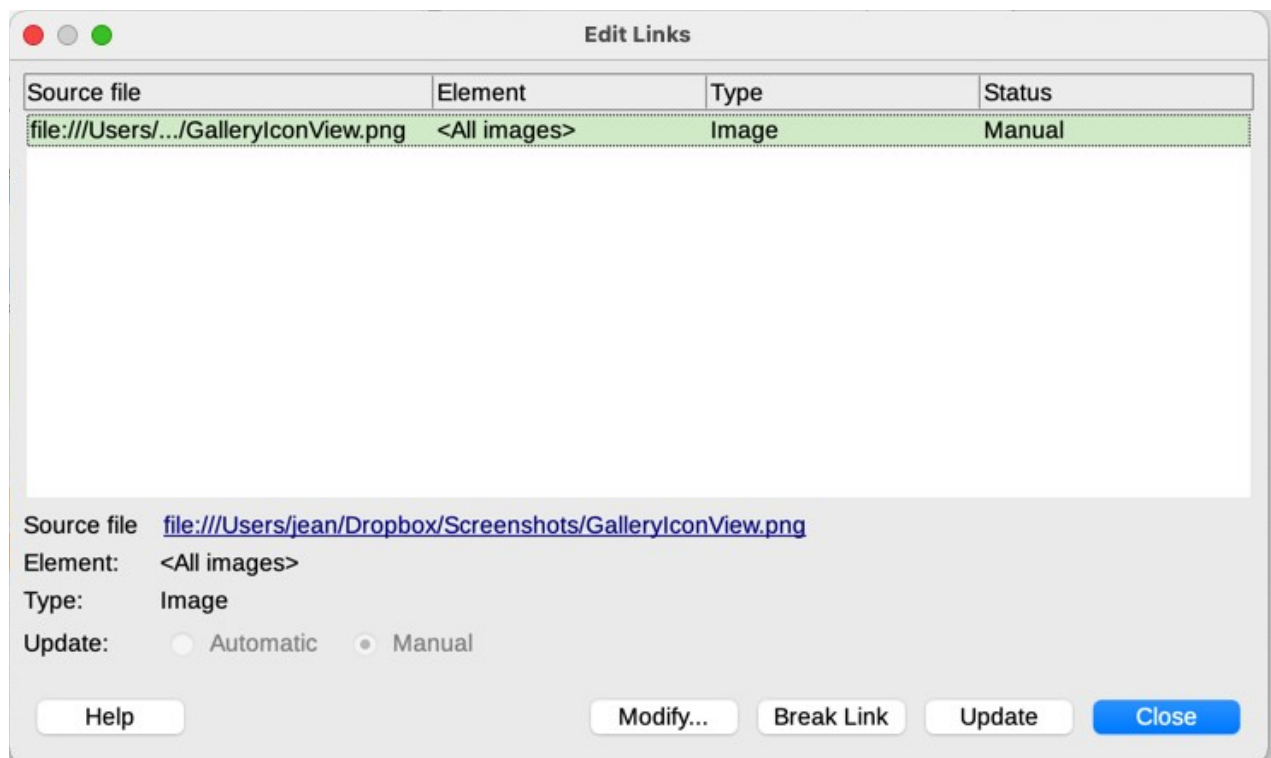 Edit Links
Source file Element Type Status
file:///Users/.../GalleryIconView.png <All images> Image Manual
Source file file:///Users/jean/Dropbox/Screenshots/GalleryIconView.png
Element: <All images>
Type: Image
Update: Automatic Manual
Help Modify... Break Link Update Close